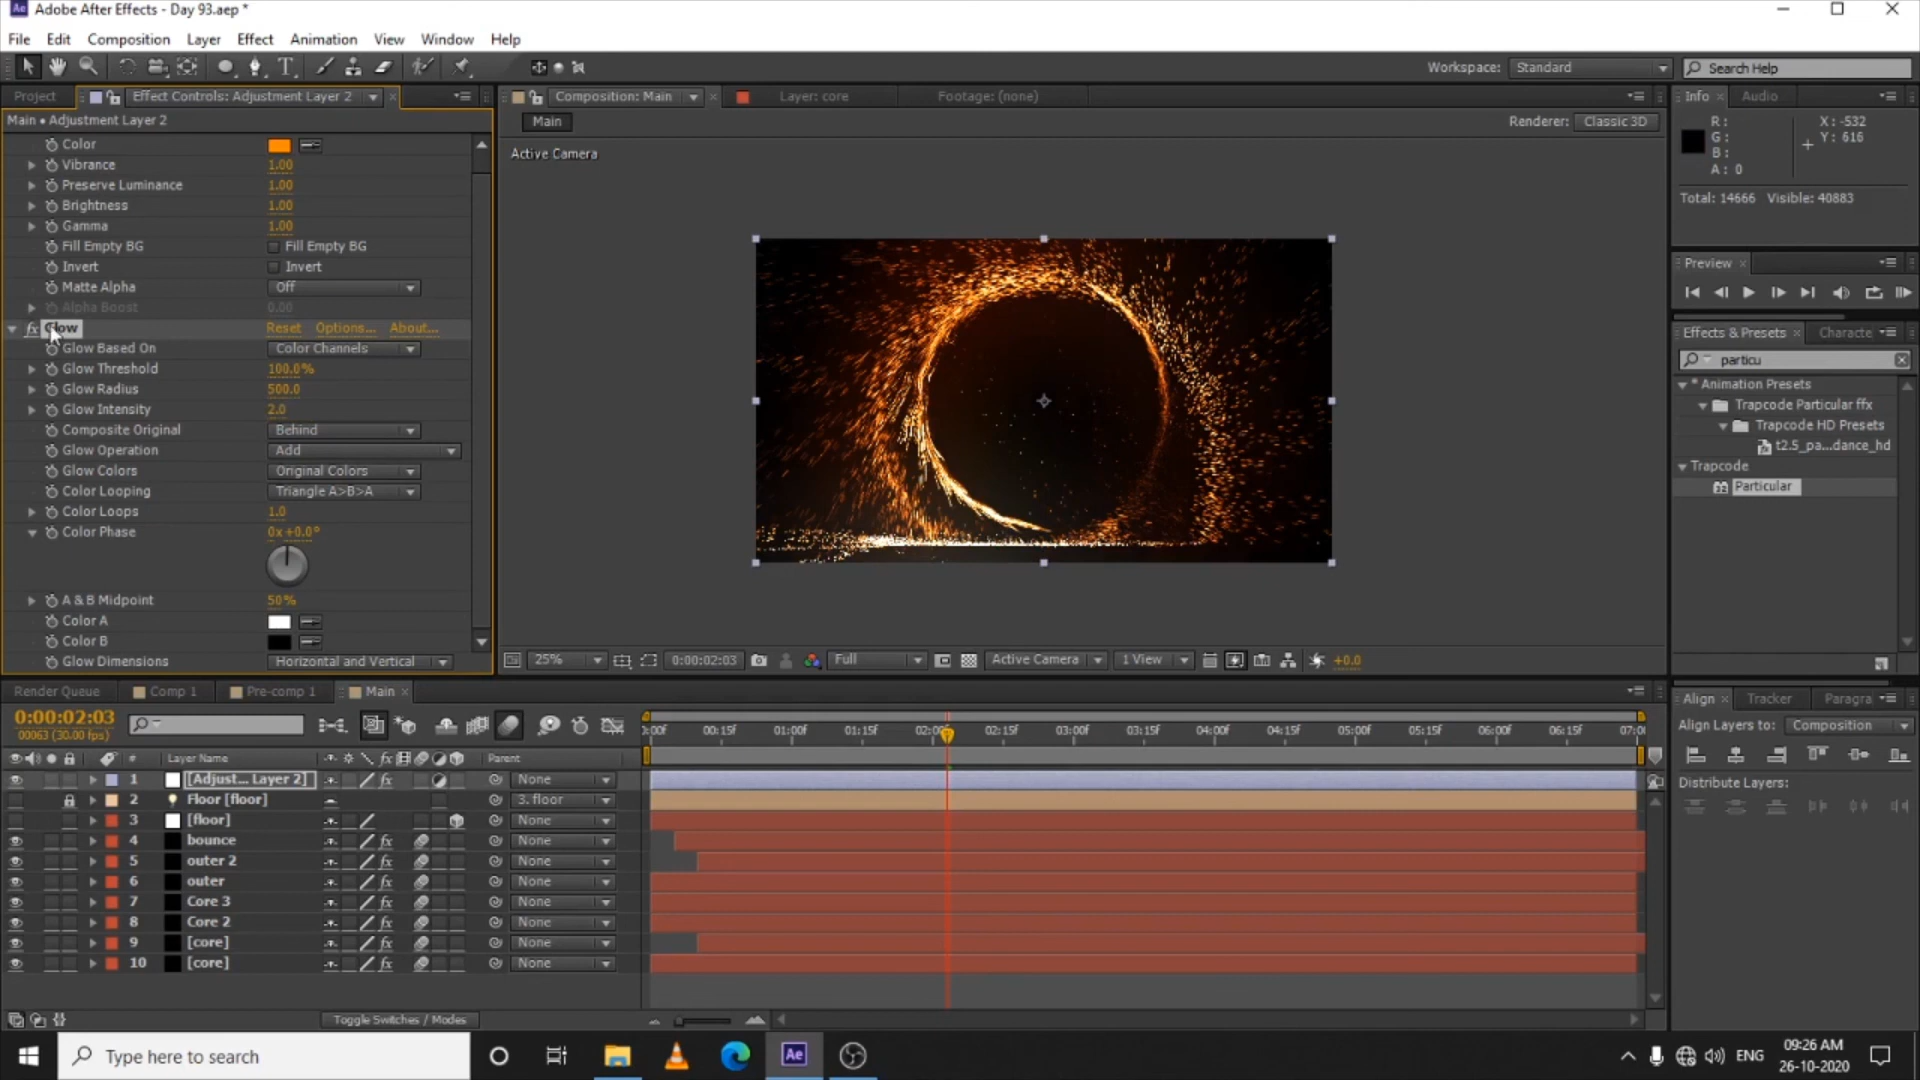 Adobe After Effects - Day 93.aep *
File Edit Composition Layer Effect Animation View Window Help
Workspace: Standard Search Help
Project Effect Controls: Adjustment Layer 2 Composition: Main Layer: core Footage: (none) Info Audio
Main • Adjustment Layer 2
Main Renderer: Classic 3D
Active Camera
R:
G:
B:
A: 0
X: -532
Y: 616
Total: 14666 Visible: 40883
Color
Vibrance 1.00
Preserve Luminance 1.00
Brightness 1.00
Gamma 1.00
Fill Empty BG Fill Empty BG
Invert Invert
Matte Alpha Off
Alpha Boost 0.00
fx Glow Reset Options... About...
Glow Based On Color Channels
Glow Threshold 100.0%
Glow Radius 500.0
Glow Intensity 2.0
Composite Original Behind
Glow Operation Add
Glow Colors Original Colors
Color Looping Triangle A>B>A
Color Loops 1.0
Color Phase 0x +0.0°
A & B Midpoint 50%
Color A
Color B
Glow Dimensions Horizontal and Vertical
Preview
Effects & Presets Characte
particu
* Animation Presets
Trapcode Particular ffx
Trapcode HD Presets
t2.5_pa...dance_hd
Trapcode
Particular
25% 0:00:02:03 Full Active Camera 1 View +0.0
Render Queue Comp 1 Pre-comp 1 Main
0:00:02:03
00063 (30.00 fps)
00:15f 01:00f 01:15f 02:15f 03:00f 03:15f 04:00f 04:15f 05:00f 05:15f 06:00f 06:15f
# Layer Name Parent
1 [Adjust... Layer 2] fx None
2 Floor [floor] 3. floor
3 [floor] None
4 bounce fx None
5 outer 2 fx None
6 outer fx None
7 Core 3 fx None
8 Core 2 fx None
9 [core] fx None
10 [core] fx None
Toggle Switches / Modes
Align Tracker Paragra
Align Layers to: Composition
Distribute Layers:
Type here to search
Ae
ENG
09:26 AM
26-10-2020